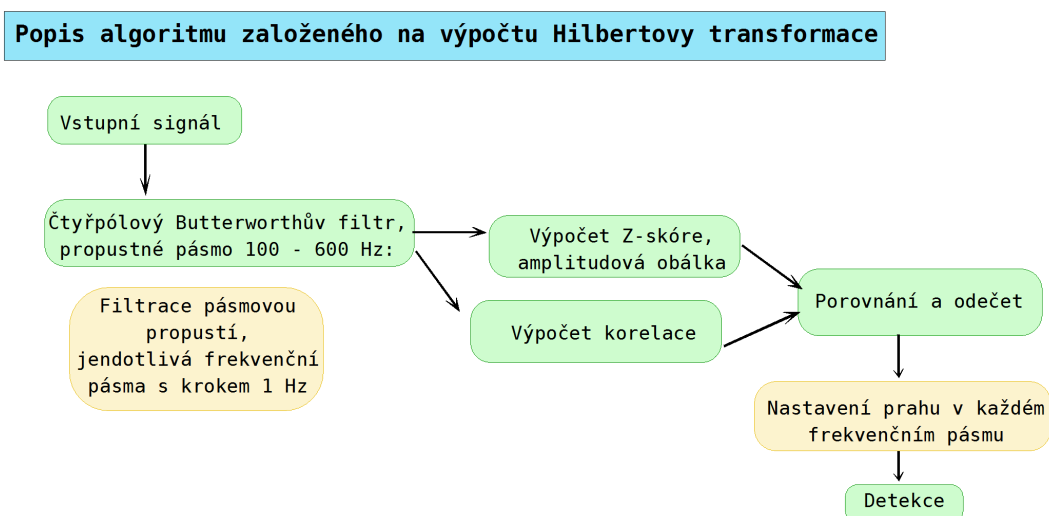 Popis algoritmu založeného na výpočtu Hilbertovy transformace
Vstupní signál
Čtyřpólový Butterworthův filtr,
propustné pásmo 100 - 600 Hz:
Filtrace pásmovou
propustí,
jendotlivá frekvenční
pásma s krokem 1 Hz
Výpočet Z-skóre,
amplitudová obálka
Výpočet korelace
Porovnání a odečet
Nastavení prahu v každém
frekvenčním pásmu
Detekce